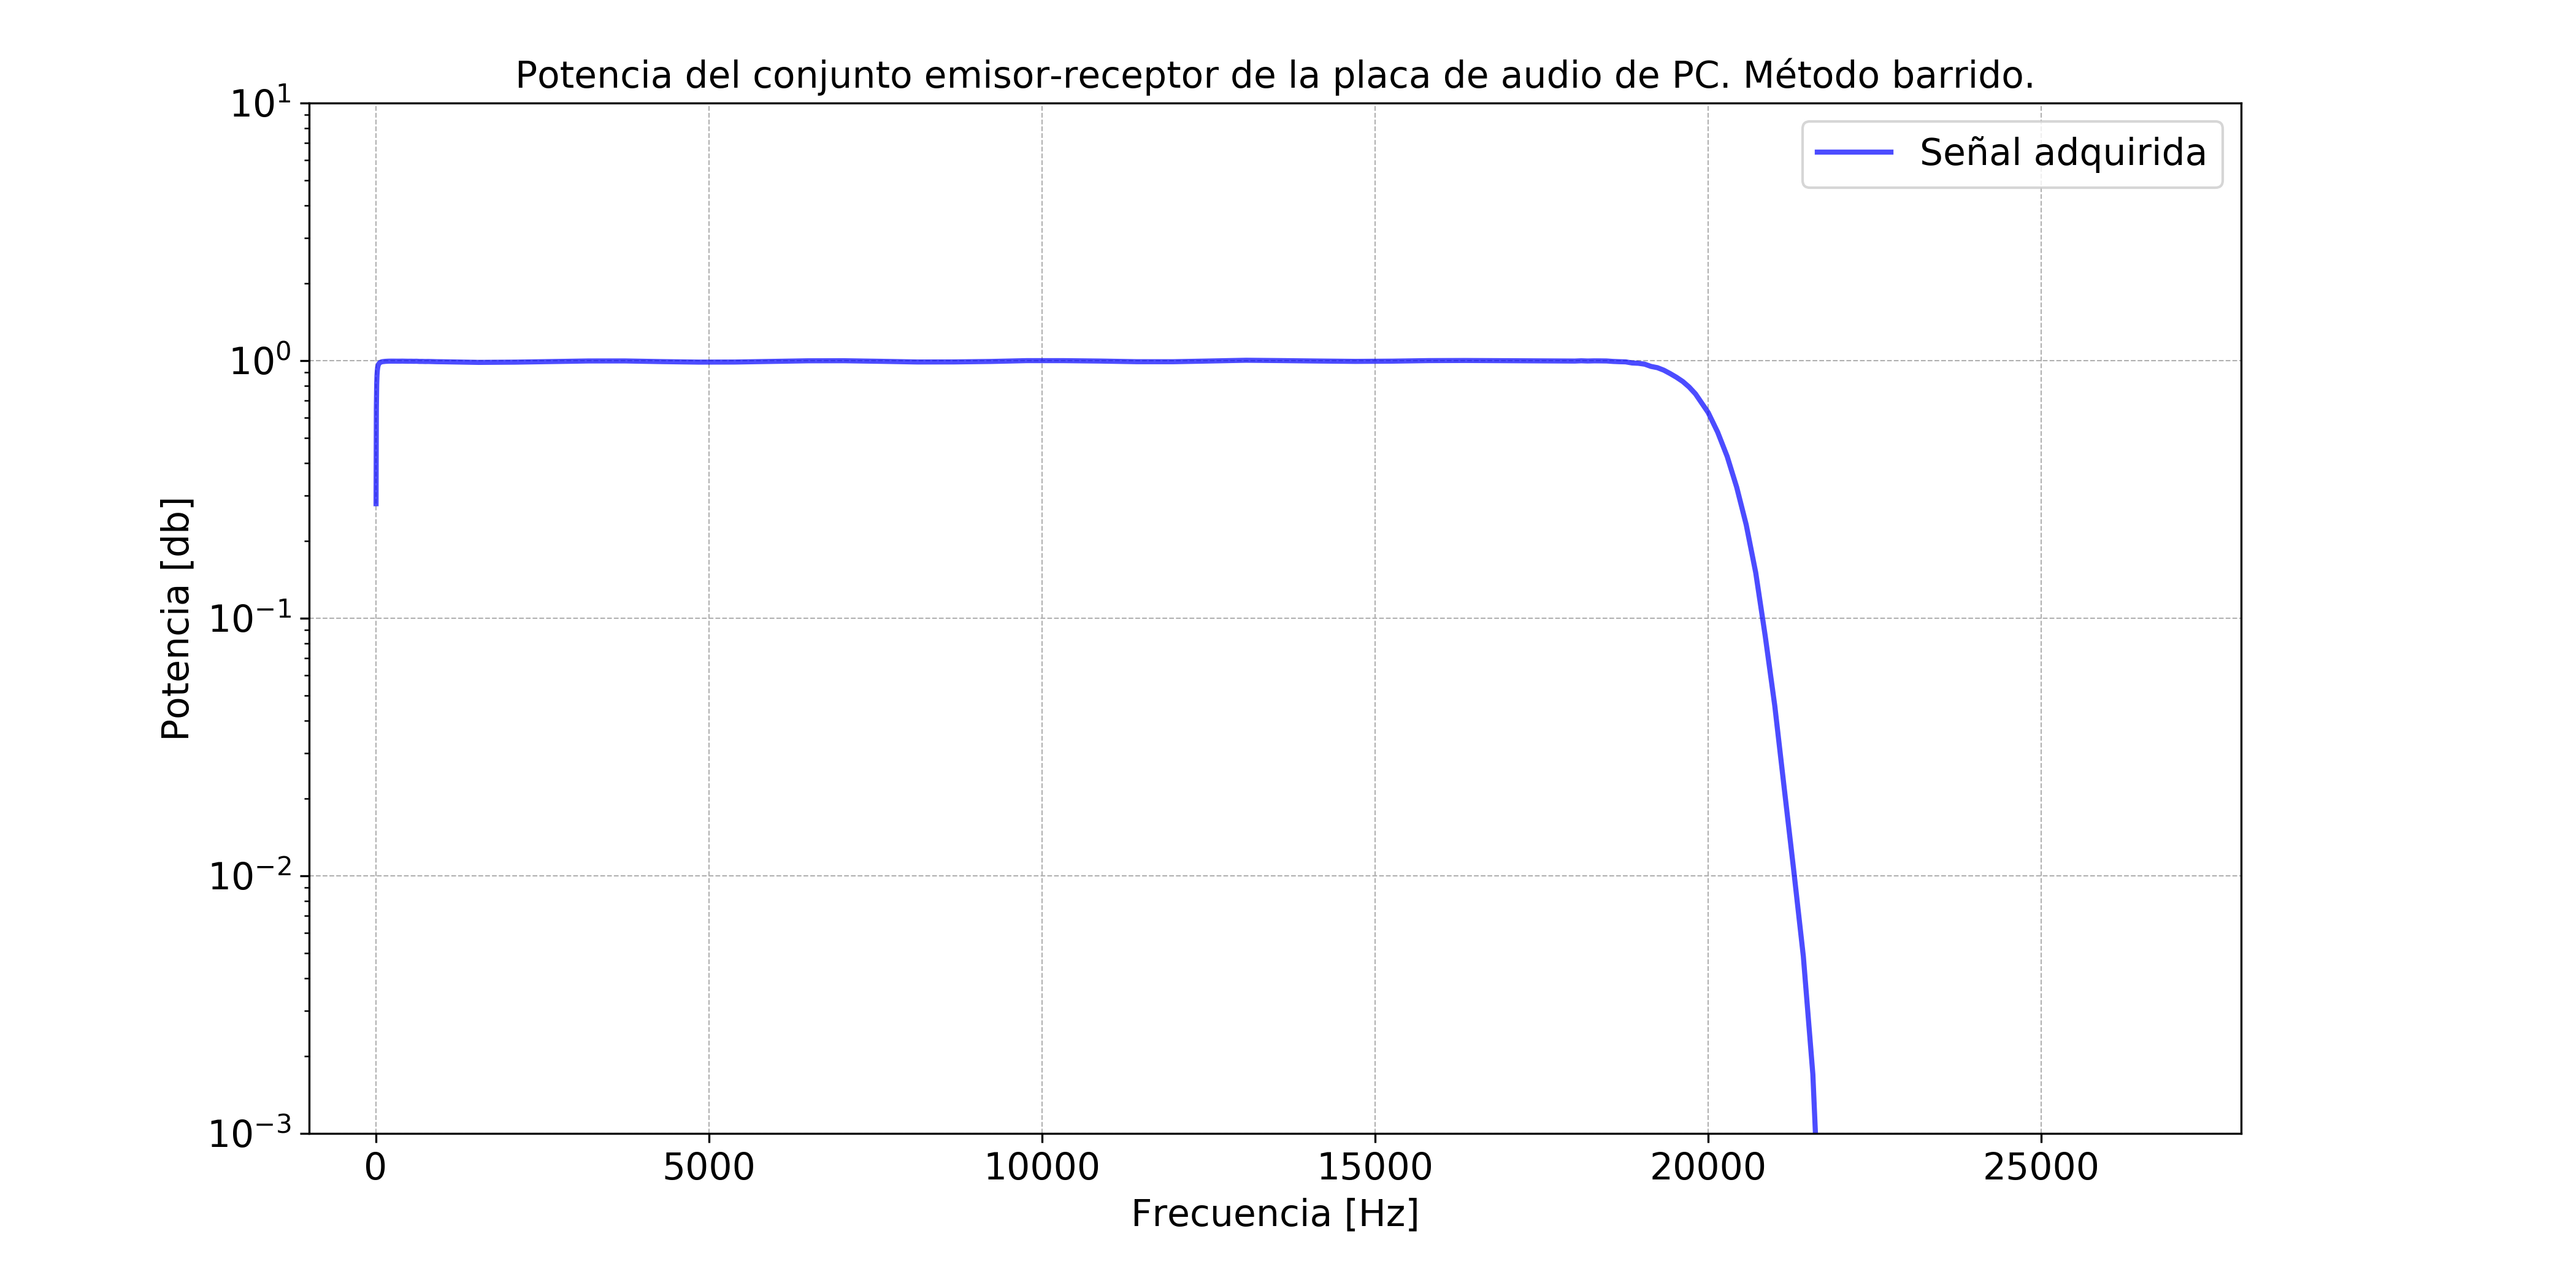 Potencia del conjunto emisor-receptor de la placa de audio de PC. Método barrido.
10¹
Señal adquirida
10⁰
10⁻¹
10⁻²
10⁻³
Potencia [db]
0 5000 10000 15000 20000 25000
Frecuencia [Hz]